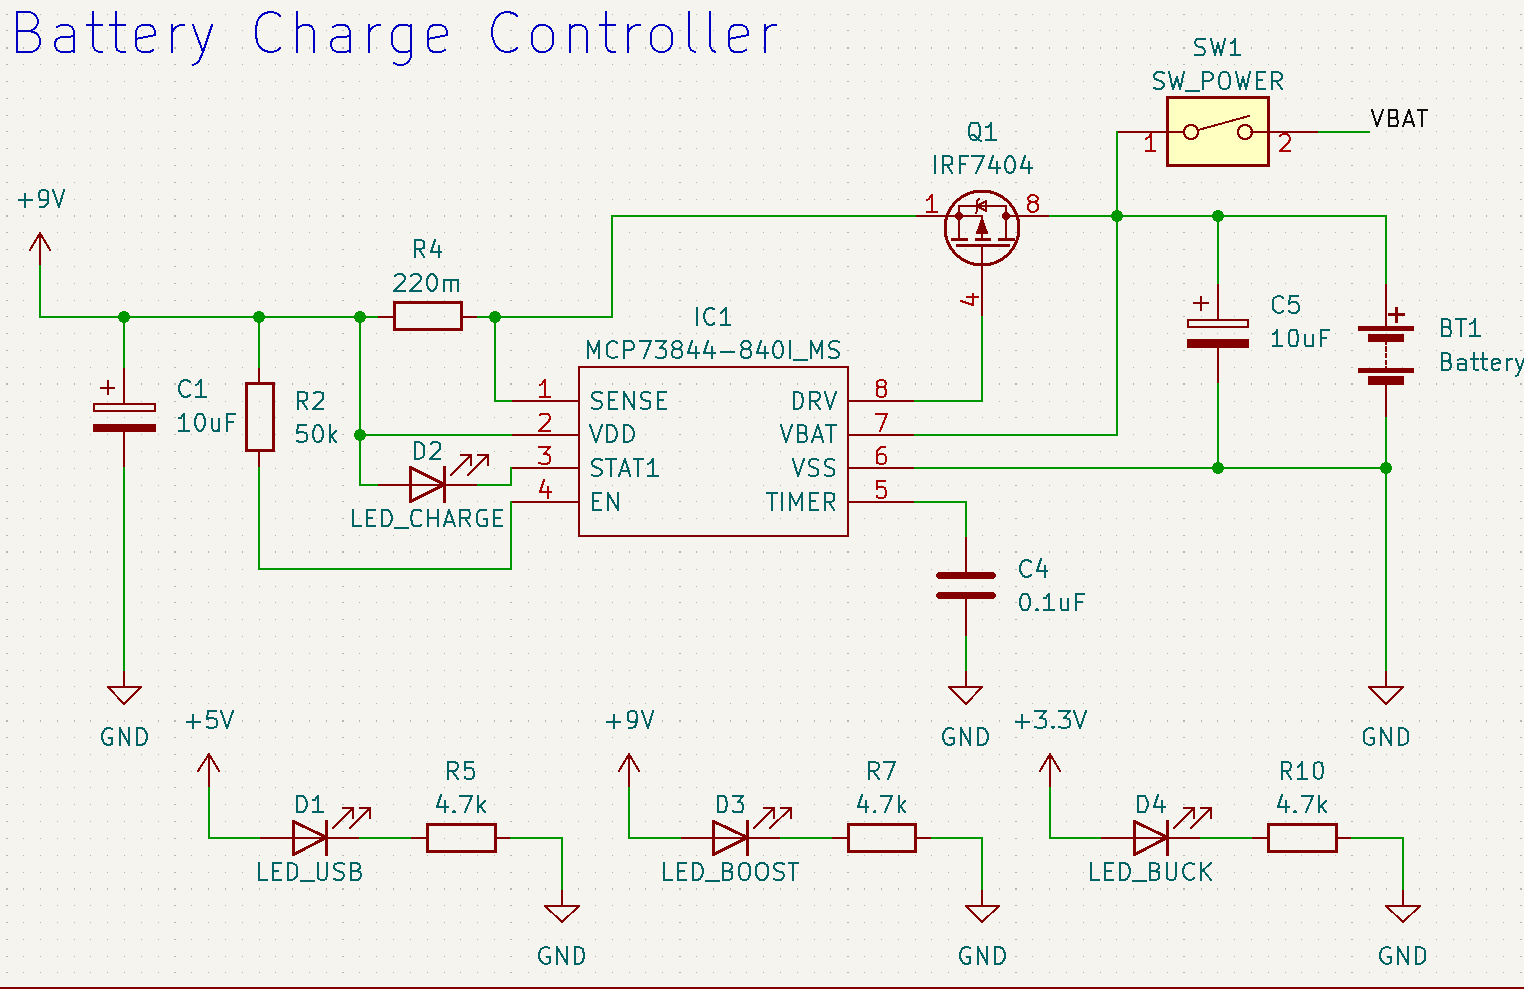 Battery Charge Controller
SW1
SW_POWER
1
2
VBAT
Q1
IRF7404
1
8
4
+9V
R4
220m
IC1
MCP73844-840I_MS
1
SENSE
2
VDD
3
STAT1
4
EN
DRV
8
VBAT
7
VSS
6
TIMER
5
+
C1
10uF
R2
50k
D2
LED_CHARGE
+
C5
10uF
+
BT1
Battery
C4
0.1uF
GND
GND
GND
+5V
D1
LED_USB
R5
4.7k
GND
+9V
D3
LED_BOOST
R7
4.7k
GND
+3.3V
D4
LED_BUCK
R10
4.7k
GND